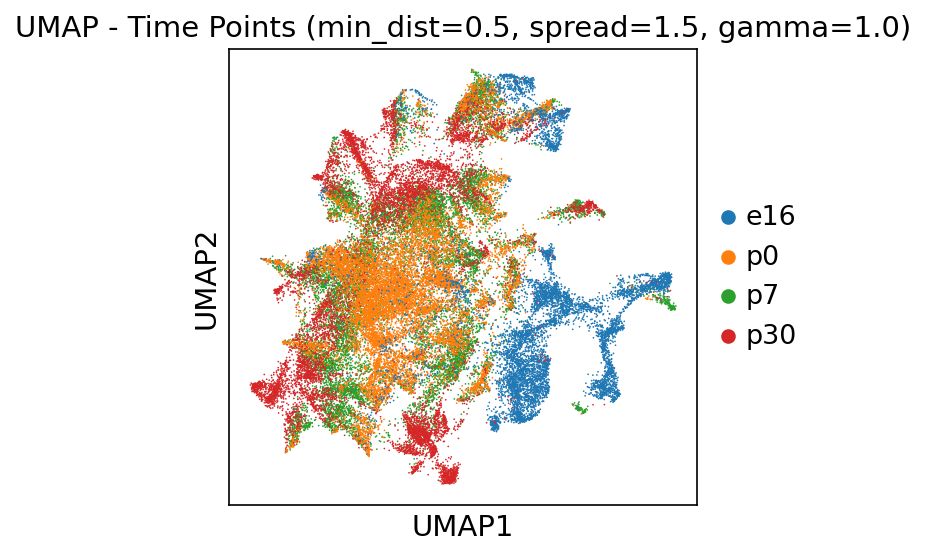 UMAP - Time Points (min_dist=0.5, spread=1.5, gamma=1.0)
UMAP2
e16
p0
p7
p30
UMAP1